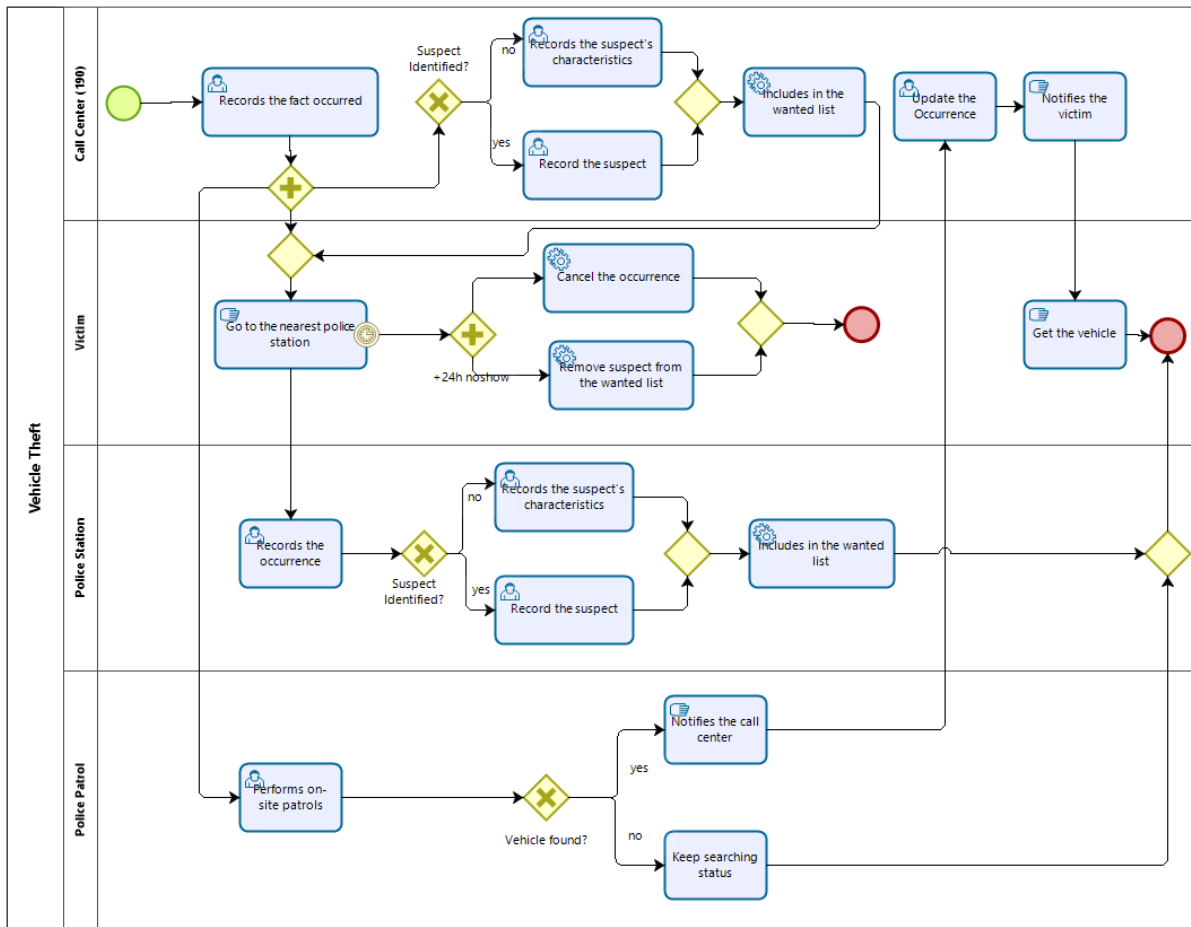 Vehicle Theft
Call Center (190)
Records the fact occurred
Suspect
Identified?
no
yes
Records the suspect's
characteristics
Record the suspect
Includes in the
wanted list
Update the
Occurrence
Notifies the
victim
Victim
Go to the nearest police
station
+24h noshow
Cancel the occurrence
Remove suspect from
the wanted list
Get the vehicle
Police Station
Records the
occurrence
Suspect
Identified?
no
yes
Records the suspect's
characteristics
Record the suspect
Includes in the wanted
list
Police Patrol
Performs on-
site patrols
Vehicle found?
yes
no
Notifies the call
center
Keep searching
status